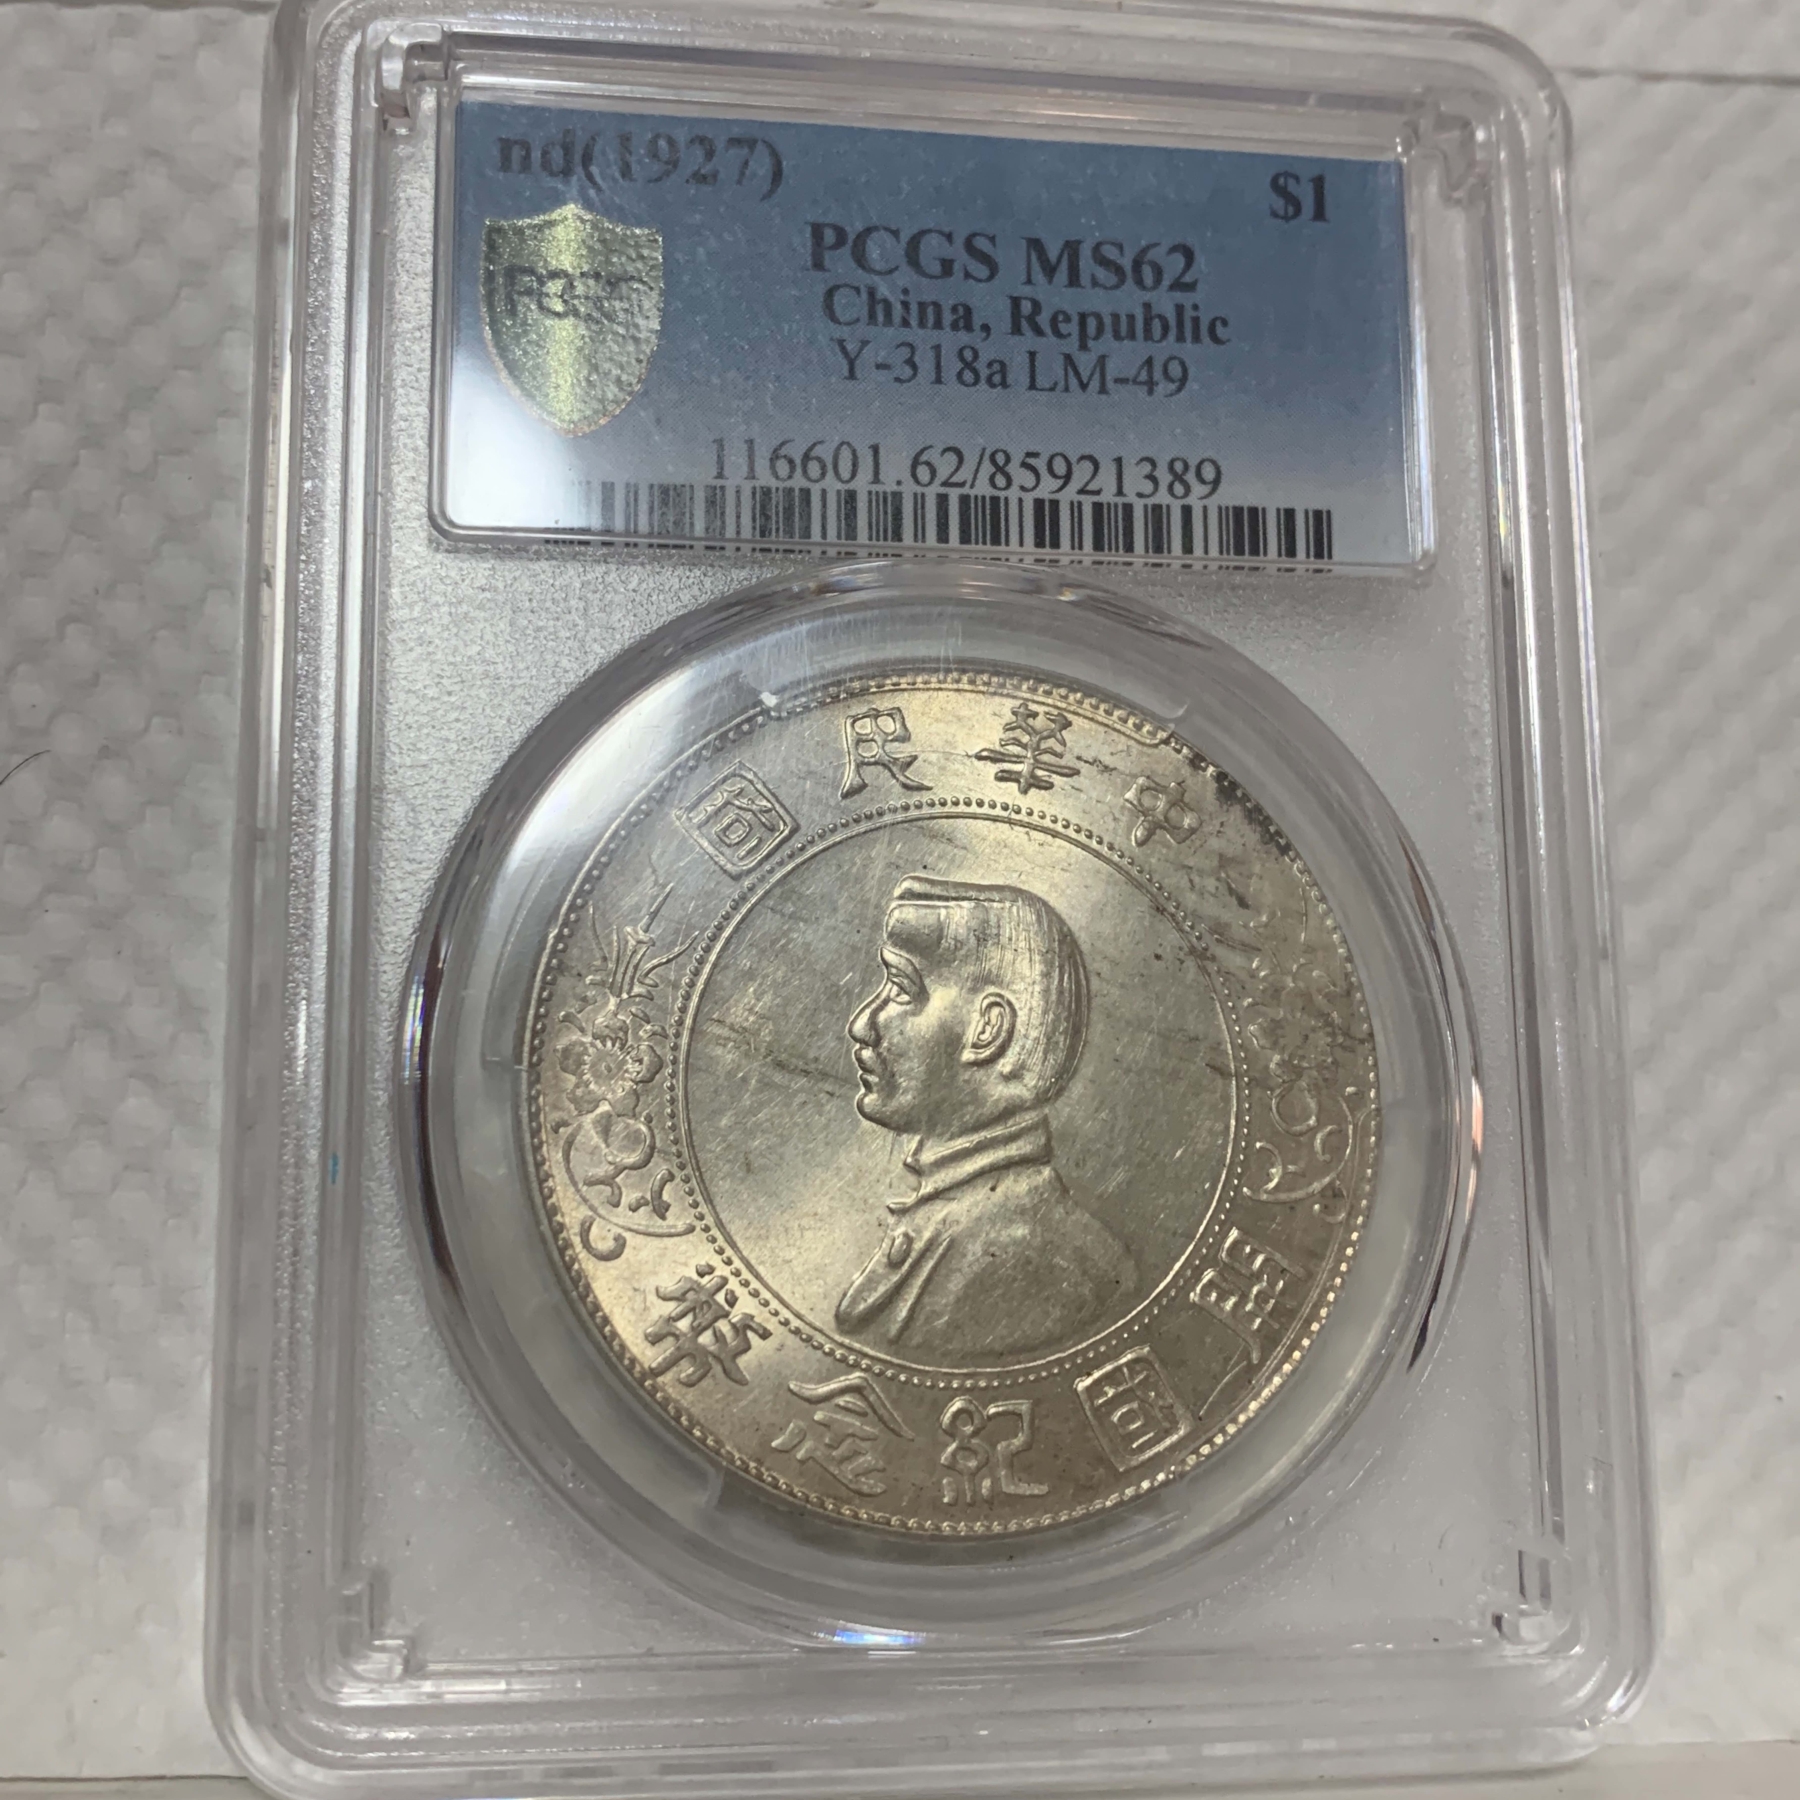 nd(1927)
$1
PCGS MS62
China, Republic
Y-318a LM-49
116601.62/85921389
PCGS
中華民國
開國紀念幣